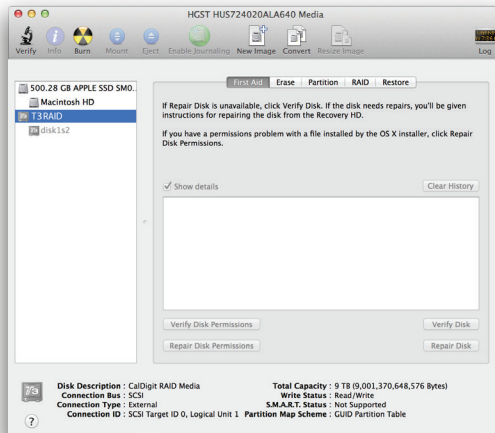 HGST HUS724020ALA640 Media
Verify Info Burn Mount Eject Enable Journaling New Image Convert Resize Image Log
500.28 GB APPLE SSD SM0...
Macintosh HD
T3RAID
disk1s2
First Aid Erase Partition RAID Restore
If Repair Disk is unavailable, click Verify Disk. If the disk needs repairs, you'll be given
instructions for repairing the disk from the Recovery HD.
If you have a permissions problem with a file installed by the OS X installer, click Repair
Disk Permissions.
Show details Clear History
Verify Disk Permissions Verify Disk
Repair Disk Permissions Repair Disk
Disk Description : CalDigit RAID Media Total Capacity : 9 TB (9,001,370,648,576 Bytes)
Connection Bus : SCSI Write Status : Read/Write
Connection Type : External S.M.A.R.T. Status : Not Supported
Connection ID : SCSI Target ID 0, Logical Unit 1 Partition Map Scheme : GUID Partition Table
?